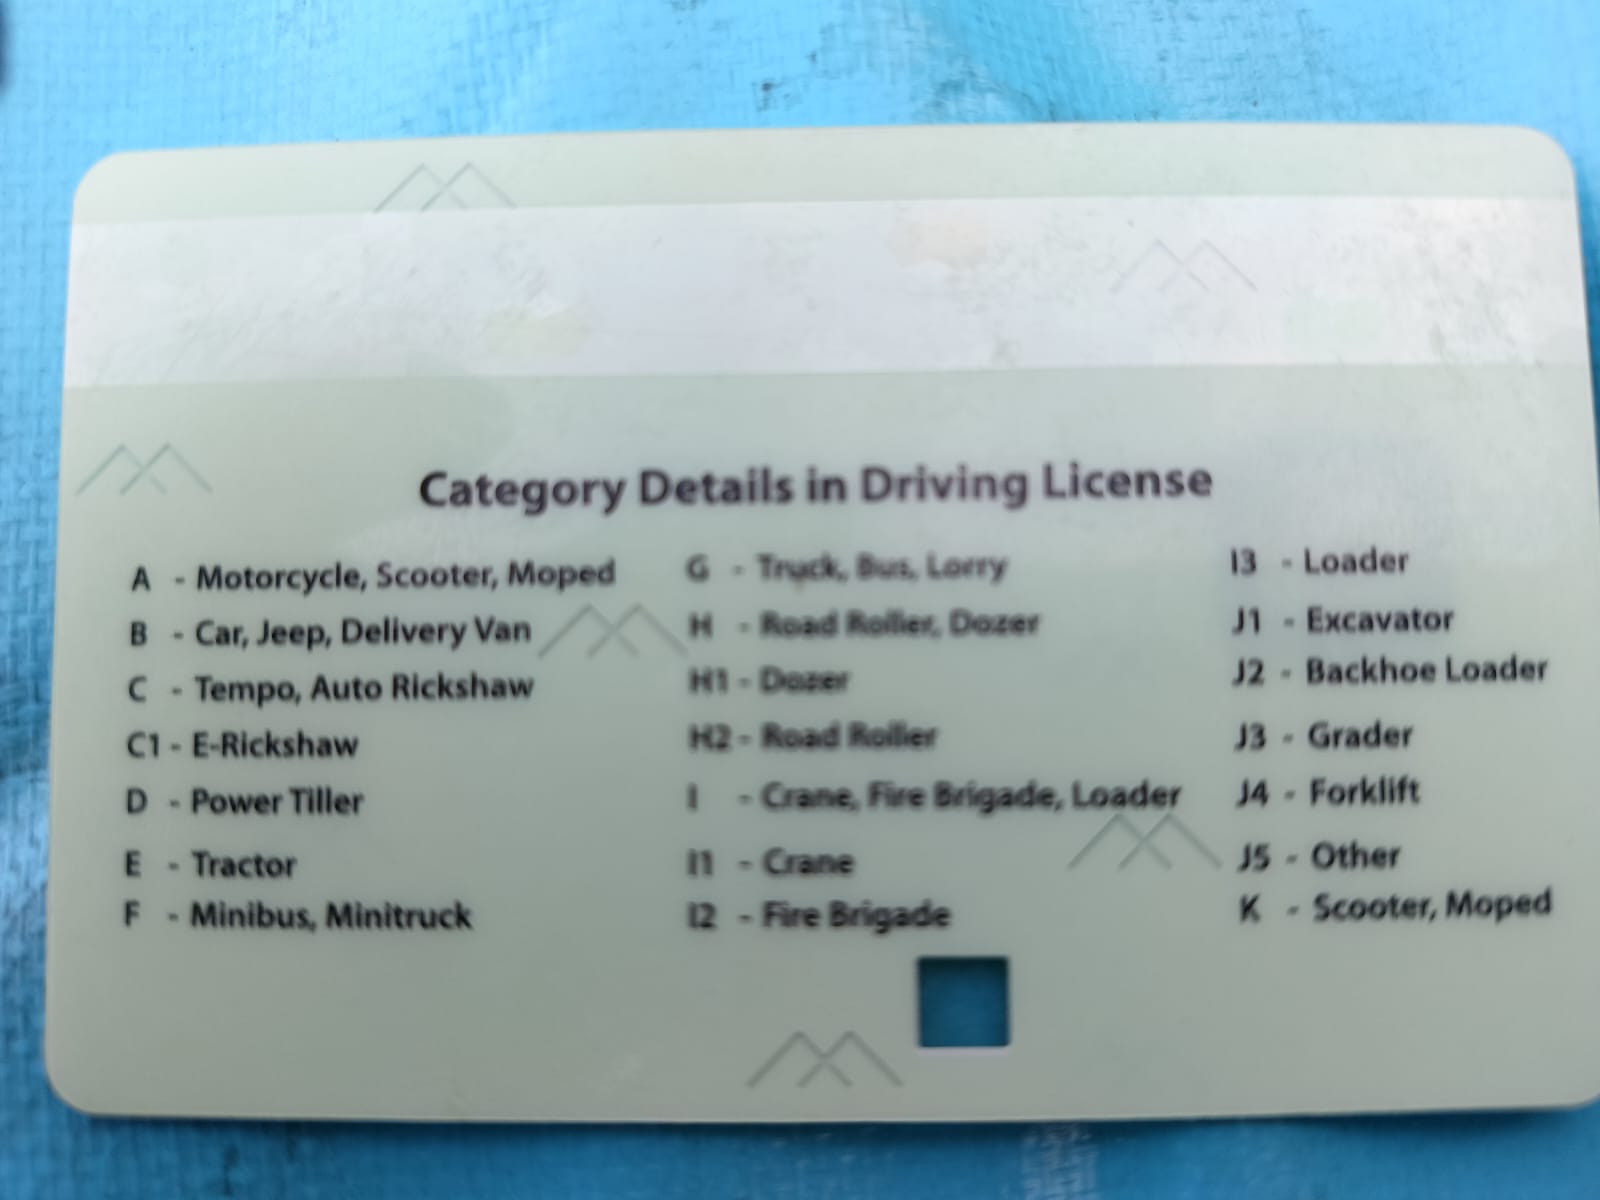 Category Details in Driving License
A - Motorcycle, Scooter, Moped
B - Car, Jeep, Delivery Van
C - Tempo, Auto Rickshaw
C1 - E-Rickshaw
D - Power Tiller
E - Tractor
F - Minibus, Minitruck
G - Truck, Bus, Lorry
H - Road Roller, Dozer
H1 - Dozer
H2 - Road Roller
I - Crane, Fire Brigade, Loader
I1 - Crane
I2 - Fire Brigade
I3 - Loader
J1 - Excavator
J2 - Backhoe Loader
J3 - Grader
J4 - Forklift
J5 - Other
K - Scooter, Moped